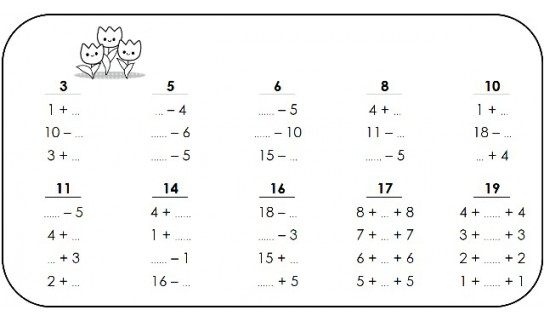 3 5 6 8 10
1 + ... ... – 4 ...... – 5 4 + ... 1 + ...
10 – ... ...... – 6 ...... – 10 11 – ... 18 – ...
3 + ... ...... – 5 15 – ... ...... – 5 ... + 4
11 14 16 17 19
...... – 5 4 + ...... 18 – ... 8 + ... + 8 4 + ...... + 4
4 + ... 1 + ...... ...... – 3 7 + ... + 7 3 + ...... + 3
... + 3 ...... – 1 15 + ... 6 + ... + 6 2 + ... + 2
2 + ... 16 – ... ...... + 5 5 + ... + 5 1 + ...... + 1